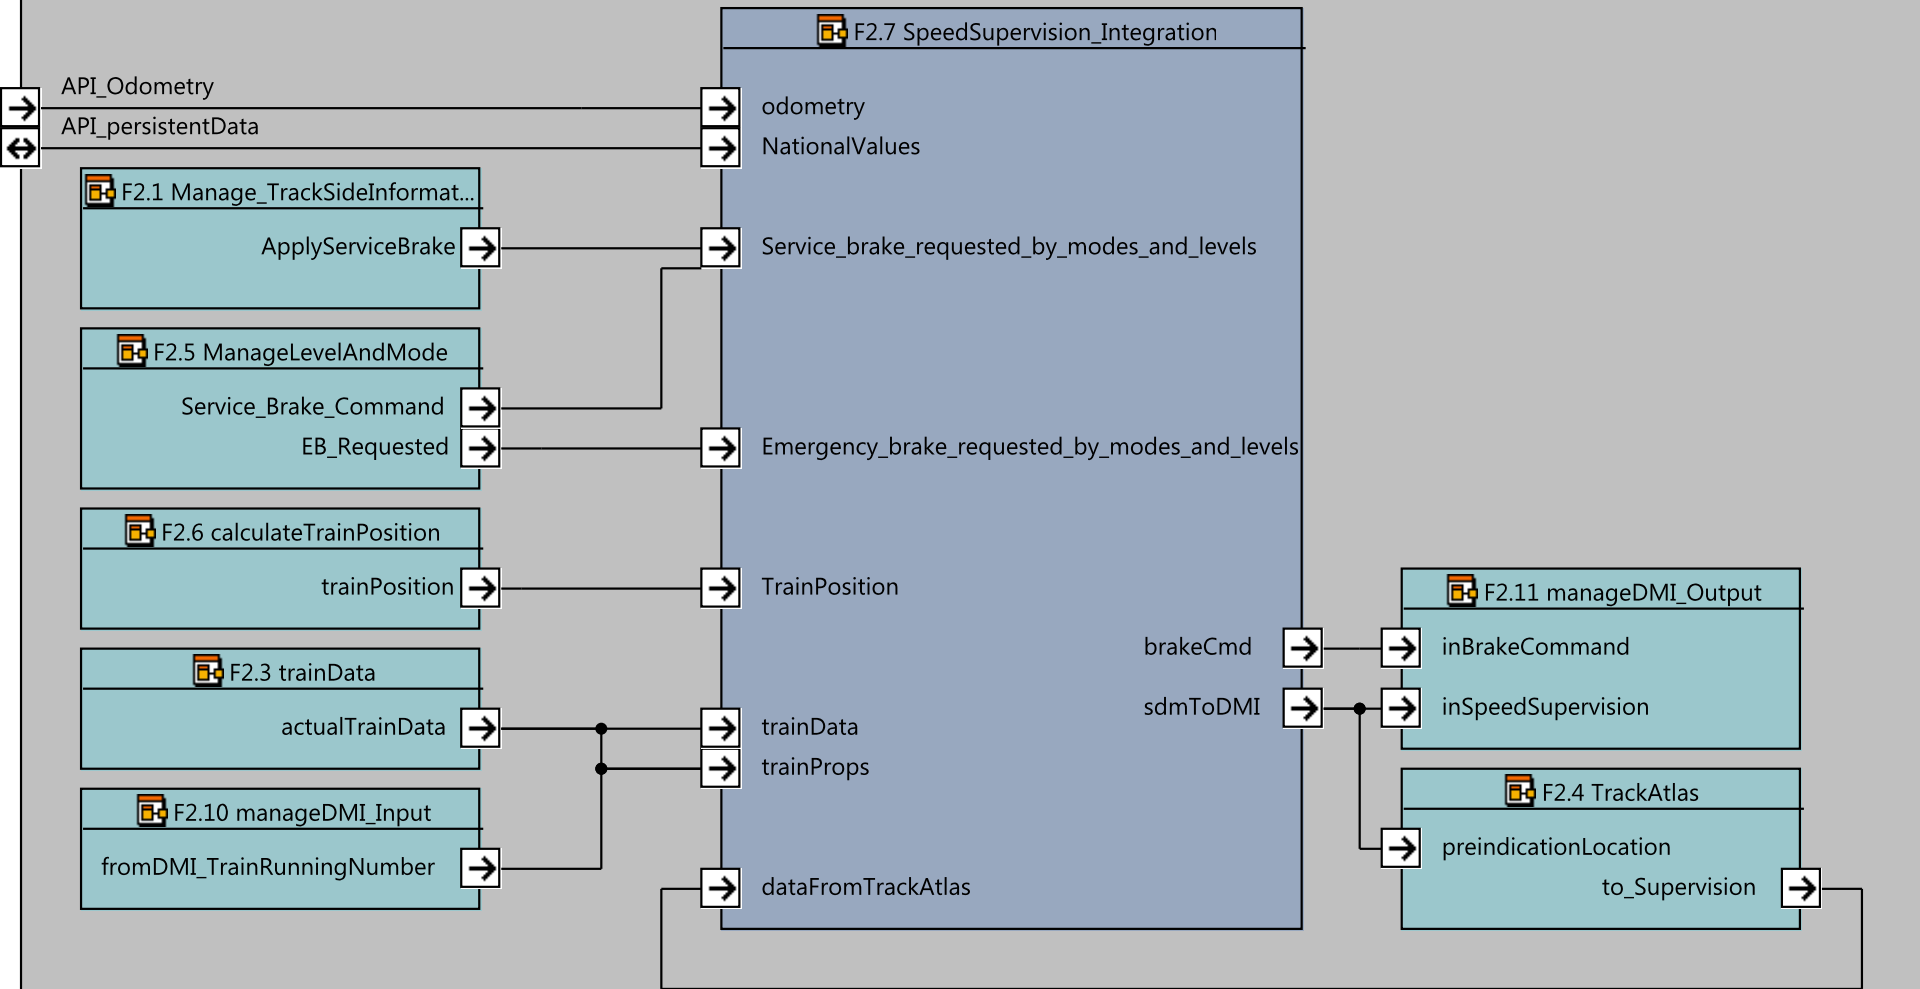 F2.7 SpeedSupervision_Integration
API_Odometry
odometry
API_persistentData
NationalValues
F2.1 Manage_TrackSideInformat...
ApplyServiceBrake
Service_brake_requested_by_modes_and_levels
F2.5 ManageLevelAndMode
Service_Brake_Command
EB_Requested
Emergency_brake_requested_by_modes_and_levels
F2.6 calculateTrainPosition
trainPosition
TrainPosition
F2.11 manageDMI_Output
brakeCmd
inBrakeCommand
F2.3 trainData
sdmToDMI
inSpeedSupervision
actualTrainData
trainData
trainProps
F2.4 TrackAtlas
F2.10 manageDMI_Input
preindicationLocation
fromDMI_TrainRunningNumber
dataFromTrackAtlas
to_Supervision